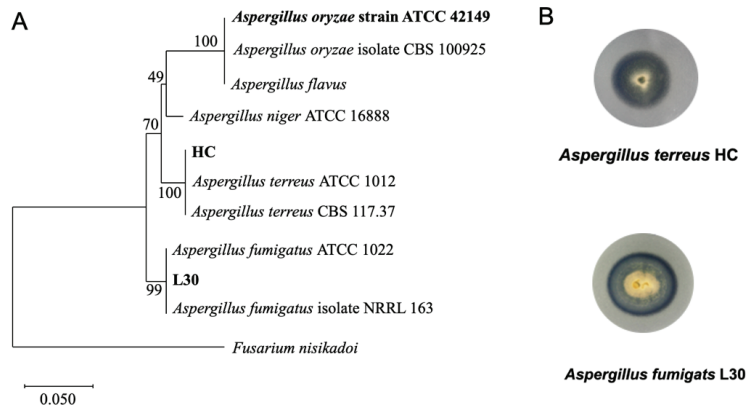 A
Aspergillus oryzae strain ATCC 42149
100
Aspergillus oryzae isolate CBS 100925
Aspergillus flavus
49
Aspergillus niger ATCC 16888
70
HC
Aspergillus terreus ATCC 1012
100
Aspergillus terreus CBS 117.37
Aspergillus fumigatus ATCC 1022
L30
99
Aspergillus fumigatus isolate NRRL 163
Fusarium nisikadoi
0.050
B
Aspergillus terreus HC
Aspergillus fumigats L30